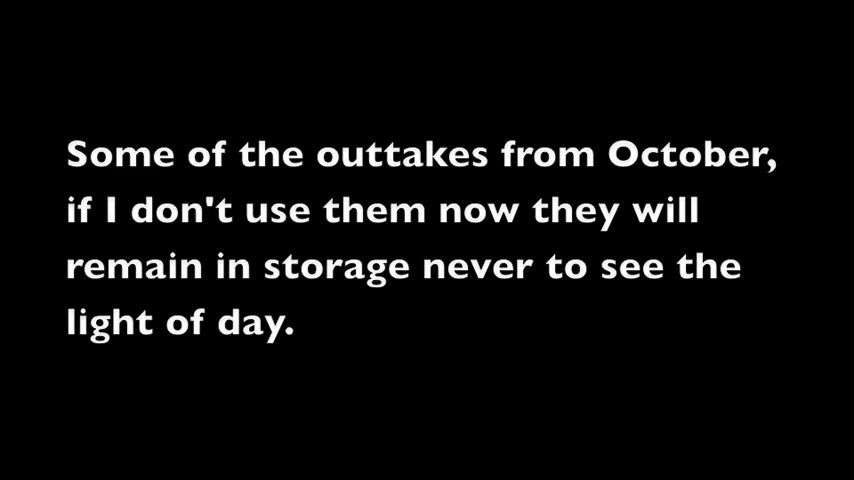 Some of the outtakes from October,
if I don't use them now they will
remain in storage never to see the
light of day.